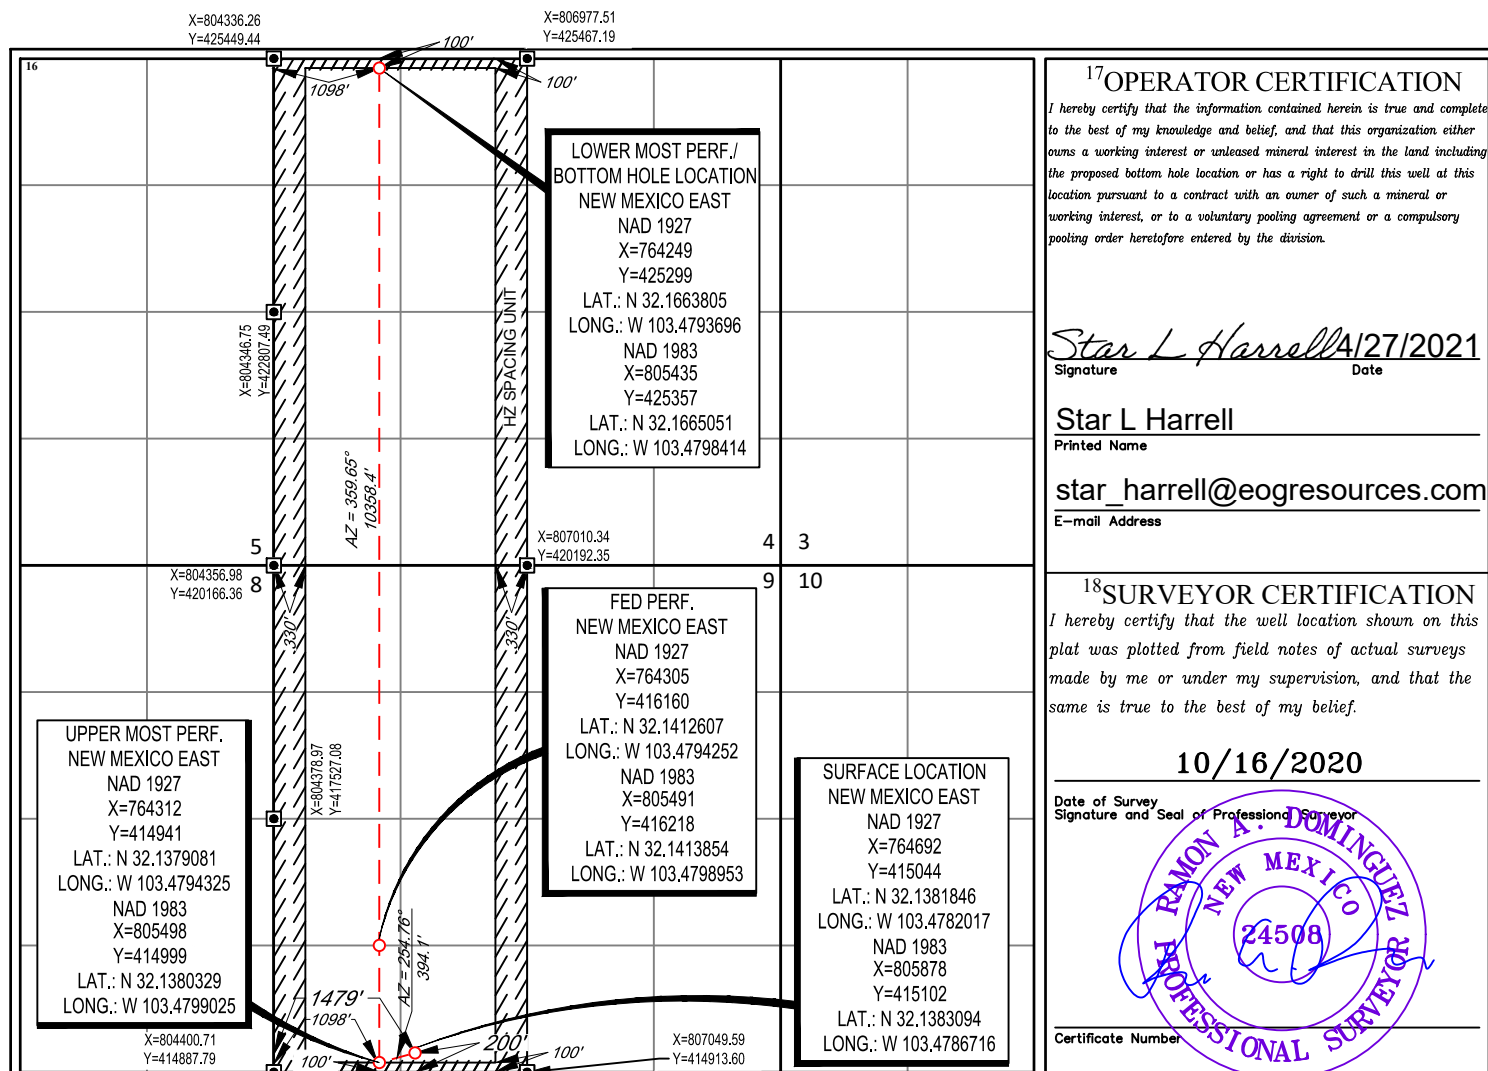 X=804336.26
Y=425449.44
X=806977.51
Y=425467.19
16
100'
1098'
100'
LOWER MOST PERF./
BOTTOM HOLE LOCATION
NEW MEXICO EAST
NAD 1927
X=764249
Y=425299
LAT.: N 32.1663805
LONG.: W 103.4793696
NAD 1983
X=805435
Y=425357
LAT.: N 32.1665051
LONG.: W 103.4798414
HZ SPACING UNIT
X=804346.75
Y=422807.49
AZ = 359.65°
10358.4'
5
8
4
3
9
10
X=807010.34
Y=420192.35
X=804356.98
Y=420166.36
330'
330'
FED PERF.
NEW MEXICO EAST
NAD 1927
X=764305
Y=416160
LAT.: N 32.1412607
LONG.: W 103.4794252
NAD 1983
X=805491
Y=416218
LAT.: N 32.1413854
LONG.: W 103.4798953
UPPER MOST PERF.
NEW MEXICO EAST
NAD 1927
X=764312
Y=414941
LAT.: N 32.1379081
LONG.: W 103.4794325
NAD 1983
X=805498
Y=414999
LAT.: N 32.1380329
LONG.: W 103.4799025
X=804378.97
Y=417527.08
SURFACE LOCATION
NEW MEXICO EAST
NAD 1927
X=764692
Y=415044
LAT.: N 32.1381846
LONG.: W 103.4782017
NAD 1983
X=805878
Y=415102
LAT.: N 32.1383094
LONG.: W 103.4786716
AZ = 254.76°
394.1'
1479'
1098'
200'
100'
100'
X=804400.71
Y=414887.79
X=807049.59
Y=414913.60
17 OPERATOR CERTIFICATION
I hereby certify that the information contained herein is true and complete
to the best of my knowledge and belief, and that this organization either
owns a working interest or unleased mineral interest in the land including
the proposed bottom hole location or has a right to drill this well at this
location pursuant to a contract with an owner of such a mineral or
working interest, or to a voluntary pooling agreement or a compulsory
pooling order heretofore entered by the division.
Star L Harrell 4/27/2021
Signature Date
Star L Harrell
Printed Name
star_harrell@eogresources.com
E-mail Address
18 SURVEYOR CERTIFICATION
I hereby certify that the well location shown on this
plat was plotted from field notes of actual surveys
made by me or under my supervision, and that the
same is true to the best of my belief.
10/16/2020
Date of Survey
Signature and Seal of Professional Surveyor
RAMON A. DOMINGUEZ
NEW MEXICO
24508
PROFESSIONAL SURVEYOR
Certificate Number